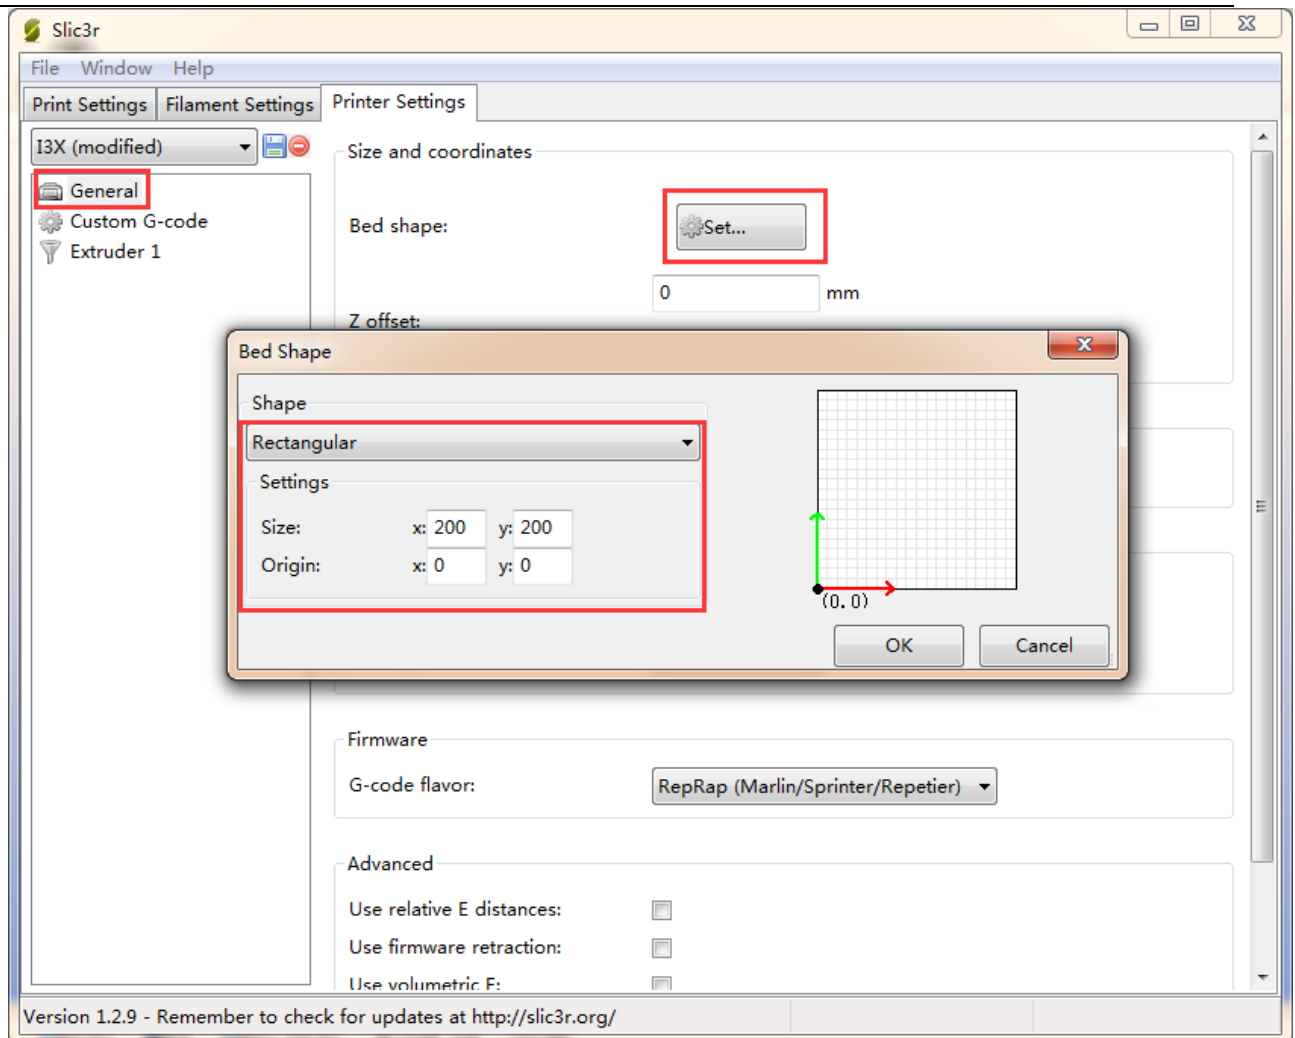 Slic3r
File Window Help
Print Settings Filament Settings Printer Settings
I3X (modified)
General
Custom G-code
Extruder 1
Size and coordinates
Bed shape: Set...
0 mm
Z offset:
Bed Shape
Shape
Rectangular
Settings
Size: x: 200 y: 200
Origin: x: 0 y: 0
(0,0)
OK Cancel
Firmware
G-code flavor: RepRap (Marlin/Sprinter/Repetier)
Advanced
Use relative E distances:
Use firmware retraction:
Use volumetric E:
Version 1.2.9 - Remember to check for updates at http://slic3r.org/